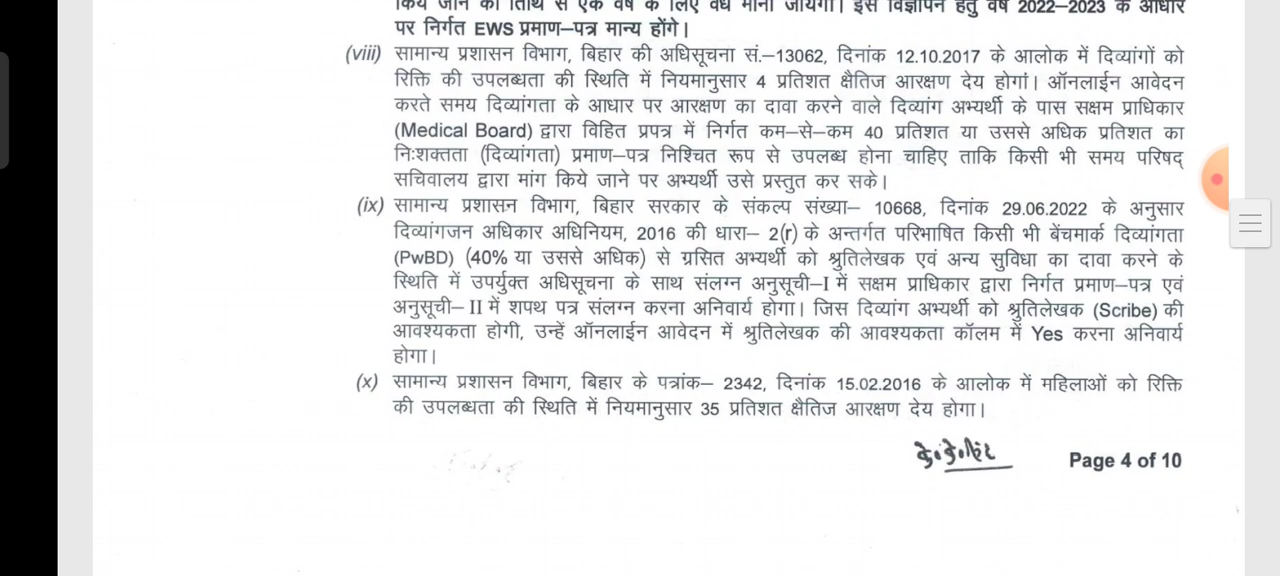 किये जाने की तिथि से एक वर्ष के लिए वैध माना जायेगा। इस विज्ञापन हेतु वर्ष 2022–2023 के आधार
पर निर्गत EWS प्रमाण–पत्र मान्य होंगे।
(viii) सामान्य प्रशासन विभाग, बिहार की अधिसूचना सं.–13062, दिनांक 12.10.2017 के आलोक में दिव्यांगों को
रिक्ति की उपलब्धता की स्थिति में नियमानुसार 4 प्रतिशत क्षैतिज आरक्षण देय होगां। ऑनलाईन आवेदन
करते समय दिव्यांगता के आधार पर आरक्षण का दावा करने वाले दिव्यांग अभ्यर्थी के पास सक्षम प्राधिकार
(Medical Board) द्वारा विहित प्रपत्र में निर्गत कम–से–कम 40 प्रतिशत या उससे अधिक प्रतिशत का
निःशक्तता (दिव्यांगता) प्रमाण–पत्र निश्चित रूप से उपलब्ध होना चाहिए ताकि किसी भी समय परिषद्
सचिवालय द्वारा मांग किये जाने पर अभ्यर्थी उसे प्रस्तुत कर सके।
(ix) सामान्य प्रशासन विभाग, बिहार सरकार के संकल्प संख्या– 10668, दिनांक 29.06.2022 के अनुसार
दिव्यांगजन अधिकार अधिनियम, 2016 की धारा– 2(r) के अन्तर्गत परिभाषित किसी भी बेंचमार्क दिव्यांगता
(PwBD) (40% या उससे अधिक) से ग्रसित अभ्यर्थी को श्रुतिलेखक एवं अन्य सुविधा का दावा करने के
स्थिति में उपर्युक्त अधिसूचना के साथ संलग्न अनुसूची–I में सक्षम प्राधिकार द्वारा निर्गत प्रमाण–पत्र एवं
अनुसूची– II में शपथ पत्र संलग्न करना अनिवार्य होगा। जिस दिव्यांग अभ्यर्थी को श्रुतिलेखक (Scribe) की
आवश्यकता होगी, उन्हें ऑनलाईन आवेदन में श्रुतिलेखक की आवश्यकता कॉलम में Yes करना अनिवार्य
होगा।
(x) सामान्य प्रशासन विभाग, बिहार के पत्रांक– 2342, दिनांक 15.02.2016 के आलोक में महिलाओं को रिक्ति
की उपलब्धता की स्थिति में नियमानुसार 35 प्रतिशत क्षैतिज आरक्षण देय होगा।
Page 4 of 10